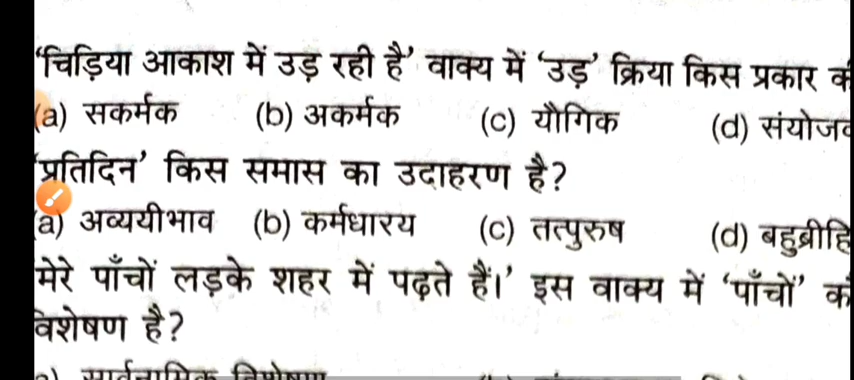 'चिड़िया आकाश में उड़ रही है' वाक्य में 'उड़' क्रिया किस प्रकार
(a) सकर्मक (b) अकर्मक (c) यौगिक (d)
'प्रतिदिन' किस समास का उदाहरण है?
(a) अव्ययीभाव (b) कर्मधारय (c) तत्पुरुष (d) बहुब्रीहि
मेरे पाँचों लड़के शहर में पढ़ते हैं।' इस वाक्य में 'पाँचों'
विशेषण है?